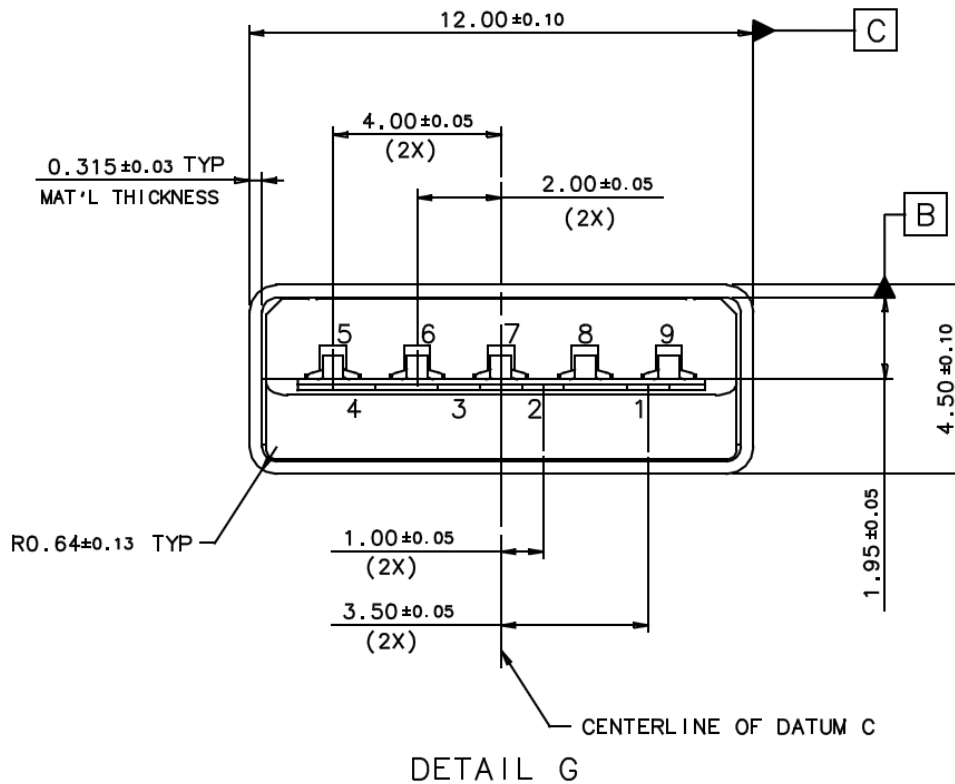 12.00±0.10
C
4.00±0.05
(2X)
0.315±0.03 TYP
MAT'L THICKNESS
2.00±0.05
(2X)
B
5 6 7 8 9
4 3 2 1
4.50±0.10
1.95±0.05
R0.64±0.13 TYP
1.00±0.05
(2X)
3.50±0.05
(2X)
CENTERLINE OF DATUM C
DETAIL G